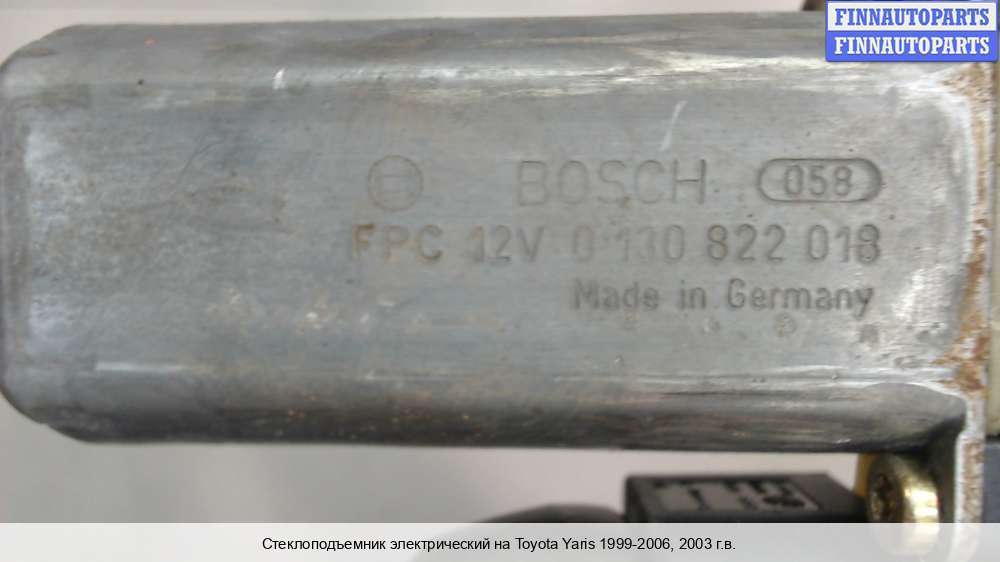 FINNAUTOPARTS
FINNAUTOPARTS
BOSCH 058
FPC 12V 0 130 822 018
Made in Germany
Стеклоподъемник электрический на Toyota Yaris 1999-2006, 2003 г.в.